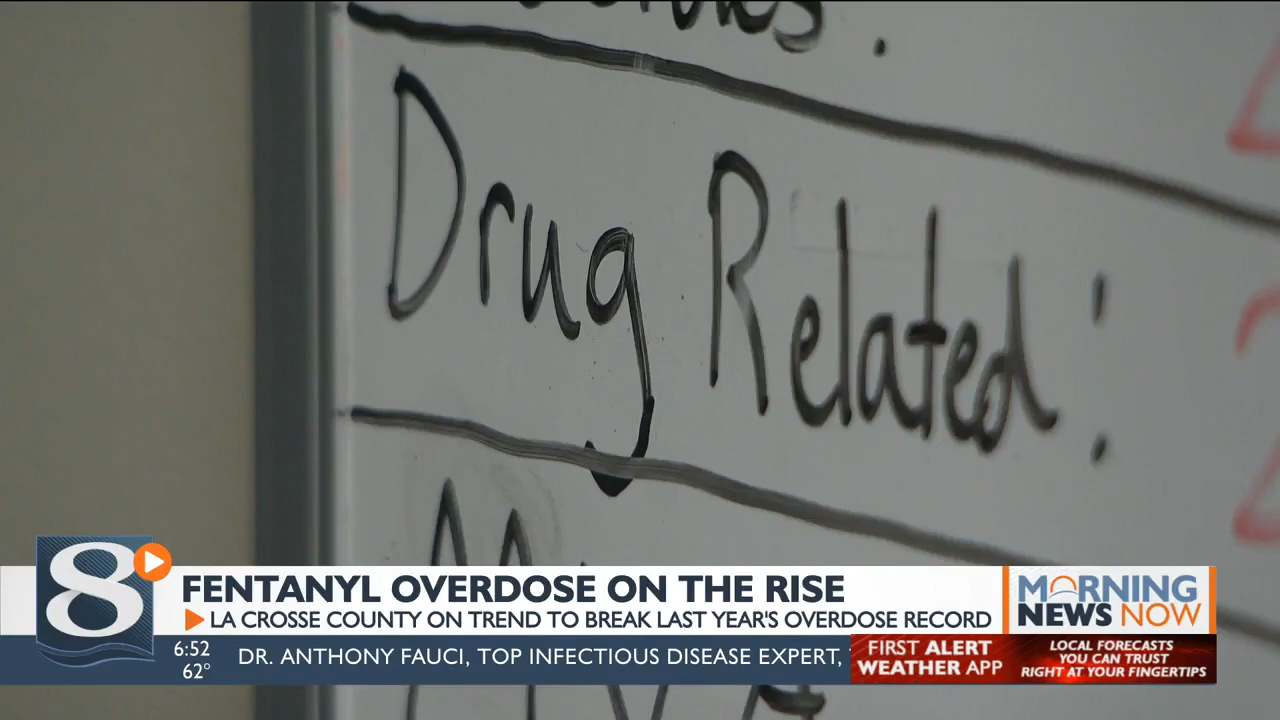 Drug Related:
8
FENTANYL OVERDOSE ON THE RISE
LA CROSSE COUNTY ON TREND TO BREAK LAST YEAR'S OVERDOSE RECORD
MORNING
NEWS NOW
6:52
62°
DR. ANTHONY FAUCI, TOP INFECTIOUS DISEASE EXPERT,
FIRST ALERT
WEATHER APP
LOCAL FORECASTS
YOU CAN TRUST
RIGHT AT YOUR FINGERTIPS